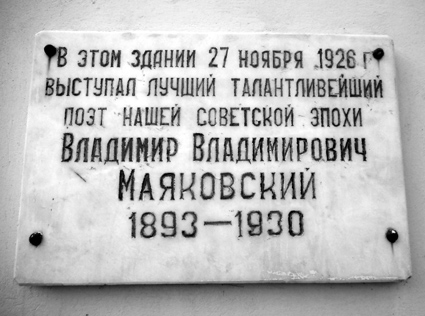 В ЭТОМ ЗДАНИИ 27 НОЯБРЯ 1926 Г
ВЫСТУПАЛ ЛУЧШИЙ ТАЛАНТЛИВЕЙШИЙ
ПОЭТ НАШЕЙ СОВЕТСКОЙ ЭПОХИ
ВЛАДИМИР ВЛАДИМИРОВИЧ
МАЯКОВСКИЙ
1893—1930